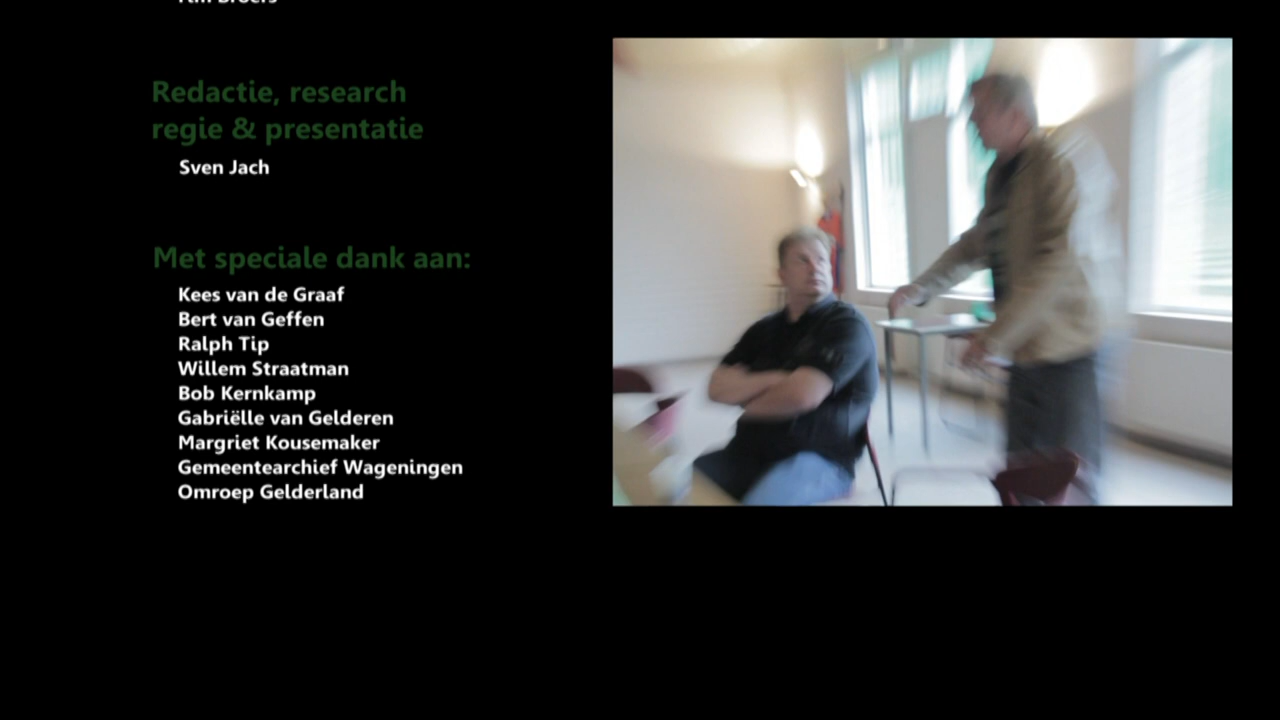 Redactie, research
regie & presentatie
Sven Jach
Met speciale dank aan:
Kees van de Graaf
Bert van Geffen
Ralph Tip
Willem Straatman
Bob Kernkamp
Gabriëlle van Gelderen
Margriet Kousemaker
Gemeentearchief Wageningen
Omroep Gelderland